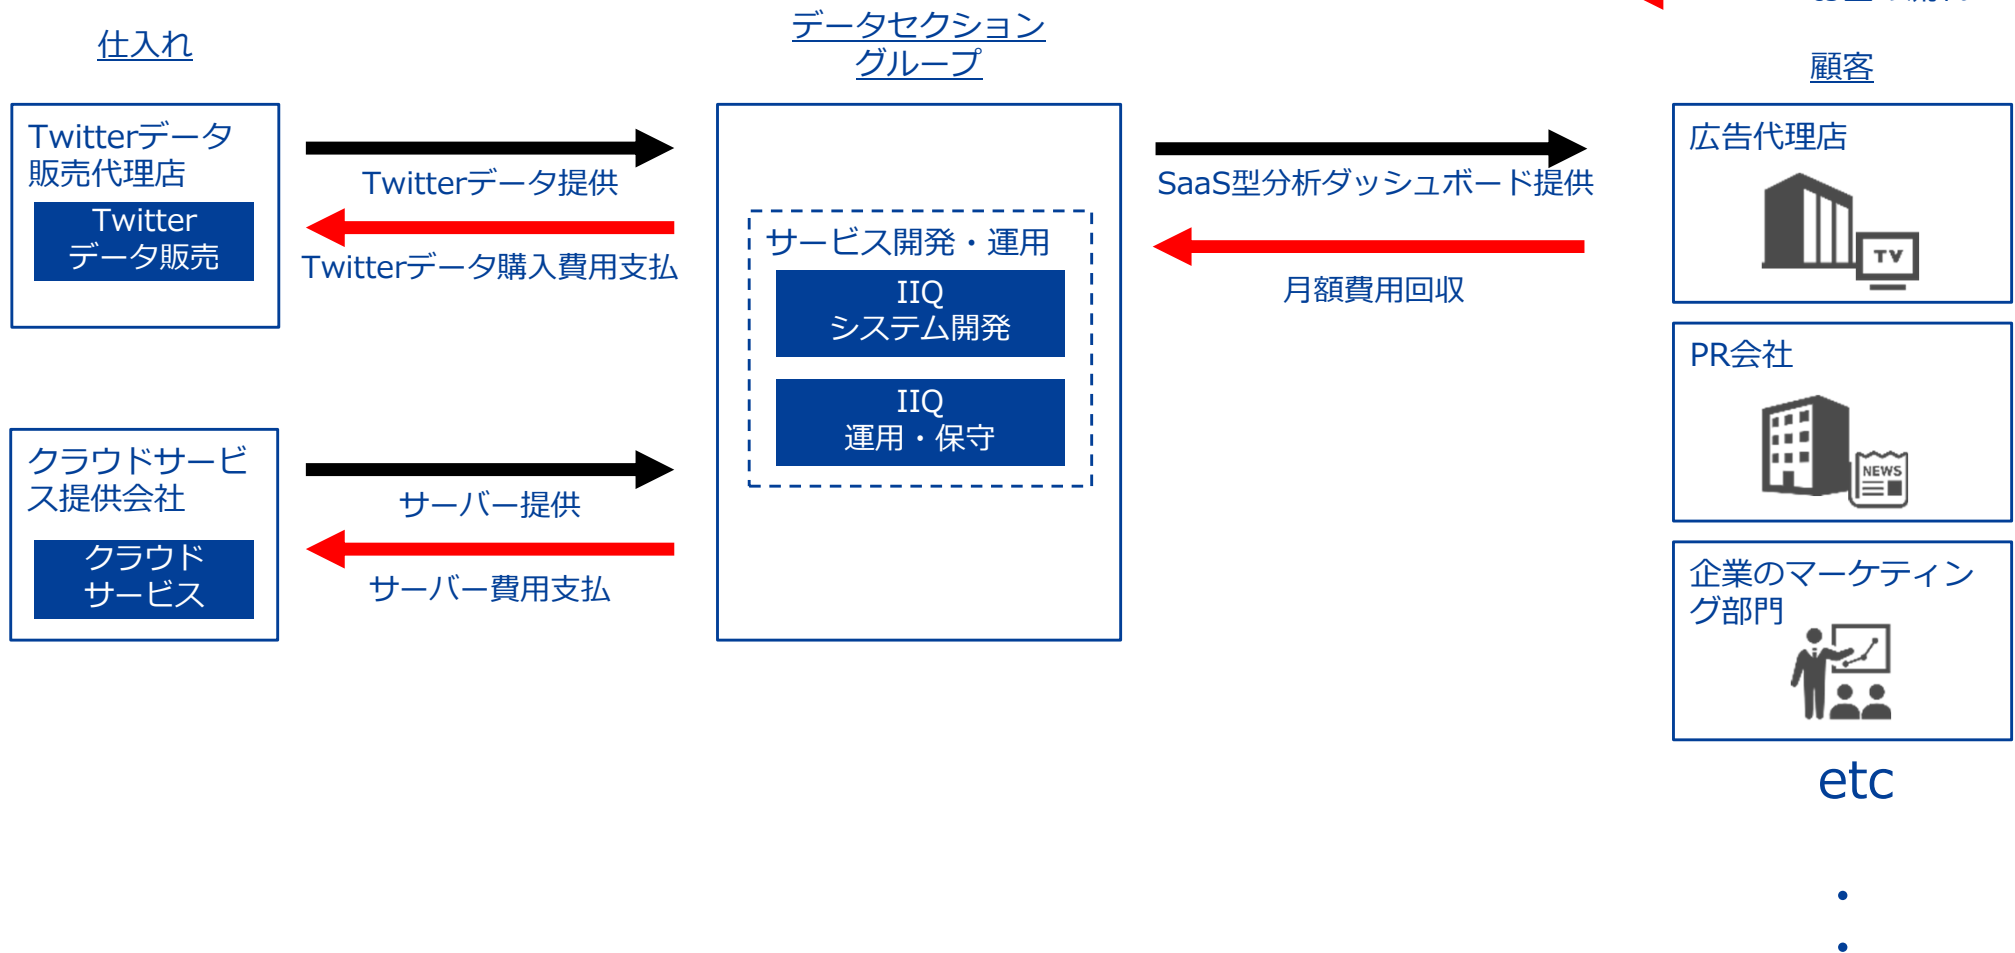 仕入れ
データセクション
グループ
顧客
Twitterデータ
販売代理店
Twitter
データ販売
Twitterデータ提供
Twitterデータ購入費用支払
サービス開発・運用
IIQ
システム開発
IIQ
運用・保守
SaaS型分析ダッシュボード提供
月額費用回収
広告代理店
TV
PR会社
NEWS
クラウドサービ
ス提供会社
クラウド
サービス
サーバー提供
サーバー費用支払
企業のマーケティン
グ部門
etc
・
・